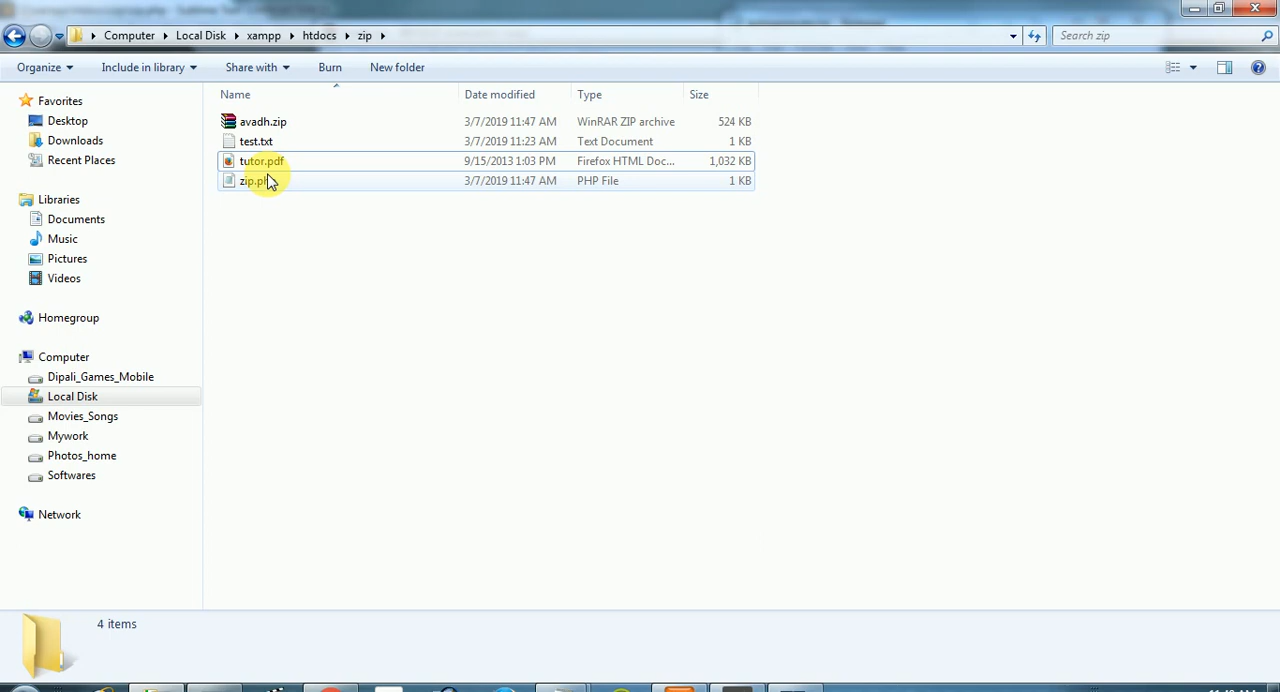 Computer Local Disk xampp htdocs zip Search zip
Organize Include in library Share with Burn New folder
Name Date modified Type Size
Favorites
Desktop
Downloads
Recent Places
Libraries
Documents
Music
Pictures
Videos
Homegroup
Computer
Dipali_Games_Mobile
Local Disk
Movies_Songs
Mywork
Photos_home
Softwares
Network
avadh.zip 3/7/2019 11:47 AM WinRAR ZIP archive 524 KB
test.txt 3/7/2019 11:23 AM Text Document 1 KB
tutor.pdf 9/15/2013 1:03 PM Firefox HTML Doc... 1,032 KB
3/7/2019 11:47 AM PHP File 1 KB
4 items